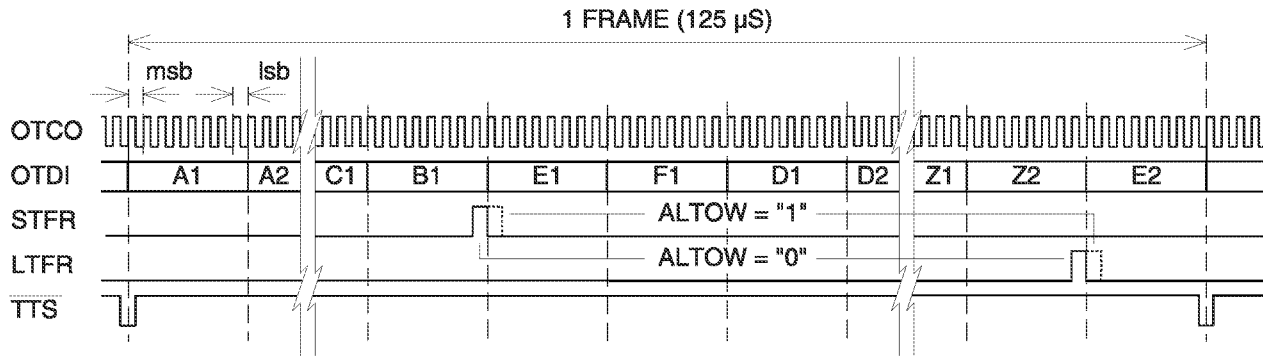 1 FRAME (125 µS)
msb lsb
OTCO
OTDI A1 A2 C1 B1 E1 F1 D1 D2 Z1 Z2 E2
STFR ALTOW = "1"
LTFR ALTOW = "0"
TTS